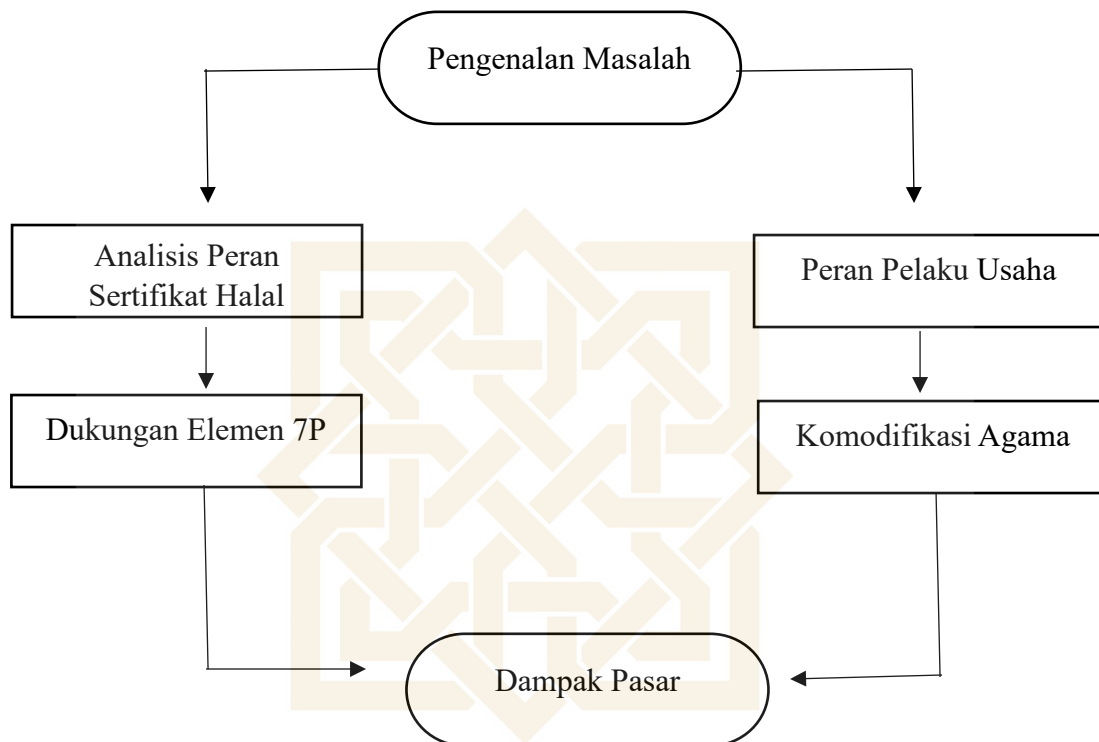 Pengenalan Masalah
Analisis Peran
Sertifikat Halal
Peran Pelaku Usaha
Dukungan Elemen 7P
Komodifikasi Agama
Dampak Pasar